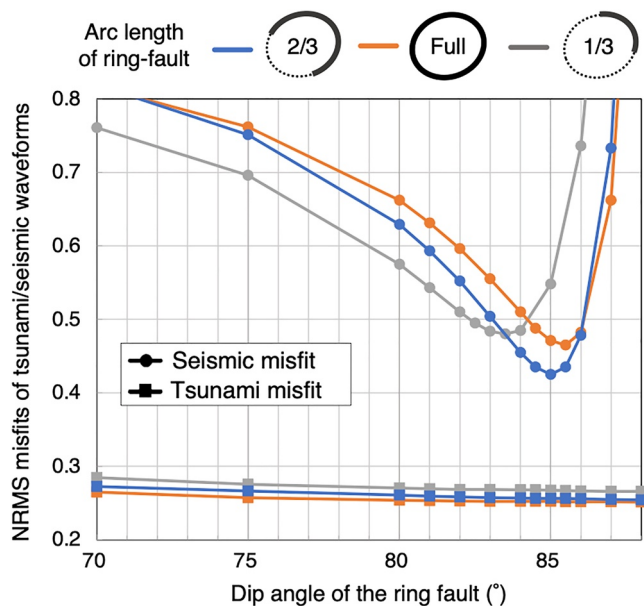 Arc length
of ring-fault
2/3
Full
1/3
NRMS misfits of tsunami/seismic waveforms
0.8
0.7
0.6
0.5
0.4
0.3
0.2
Seismic misfit
Tsunami misfit
70
75
80
85
Dip angle of the ring fault (°)